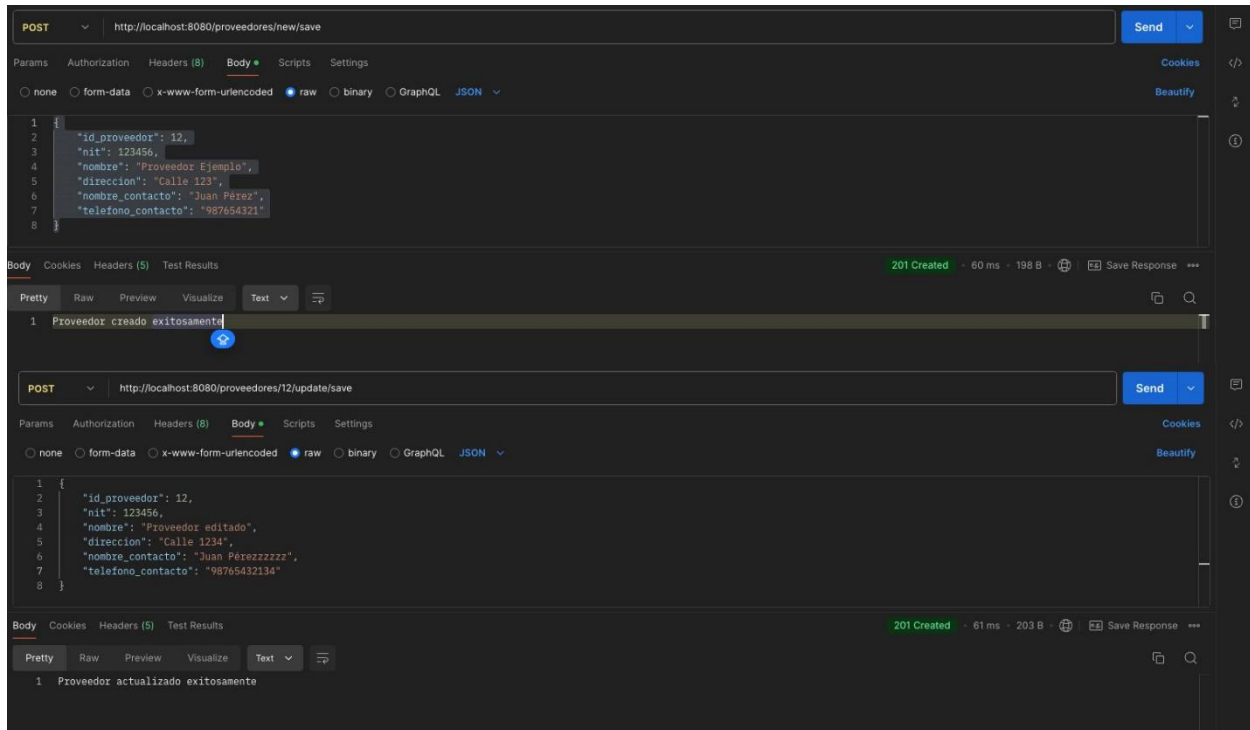 POST http://localhost:8080/proveedores/new/save Send
Params Authorization Headers (8) Body Scripts Settings Cookies
none form-data x-www-form-urlencoded raw binary GraphQL JSON Beautify
1 {
2 "id_proveedor": 12,
3 "nit": 123456,
4 "nombre": "Proveedor Ejemplo",
5 "direccion": "Calle 123",
6 "nombre_contacto": "Juan Pérez",
7 "telefono_contacto": "987654321"
8 }
Body Cookies Headers (5) Test Results 201 Created 60 ms 198 B Save Response
Pretty Raw Preview Visualize Text
1 Proveedor creado exitosamente
POST http://localhost:8080/proveedores/12/update/save Send
Params Authorization Headers (8) Body Scripts Settings Cookies
none form-data x-www-form-urlencoded raw binary GraphQL JSON Beautify
1 {
2 "id_proveedor": 12,
3 "nit": 123456,
4 "nombre": "Proveedor editado",
5 "direccion": "Calle 1234",
6 "nombre_contacto": "Juan Pérezzzzzz",
7 "telefono_contacto": "98765432134"
8 }
Body Cookies Headers (5) Test Results 201 Created 61 ms 203 B Save Response
Pretty Raw Preview Visualize Text
1 Proveedor actualizado exitosamente